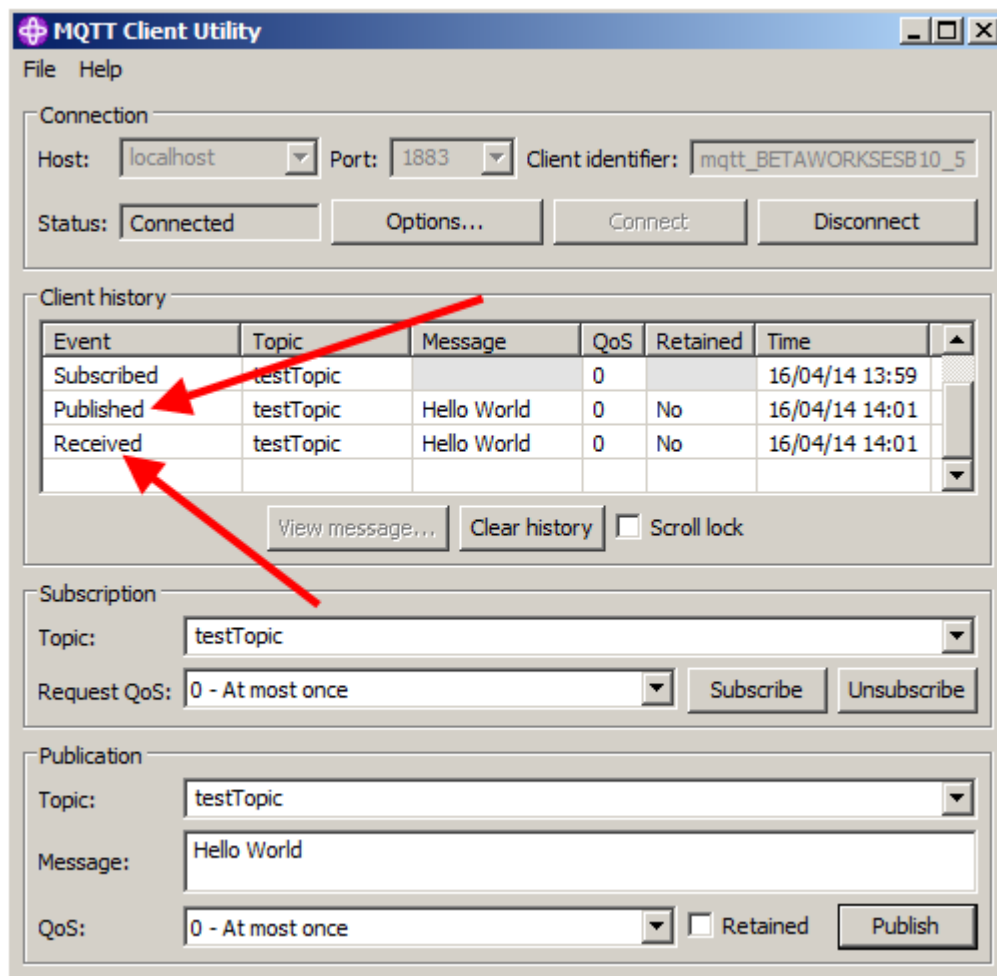 MQTT Client Utility
File Help
Connection
Host: localhost Port: 1883 Client identifier: mqtt_BETAWORKSESB10_5
Status: Connected Options... Connect Disconnect
Client history
Event Topic Message QoS Retained Time
Subscribed testTopic 0 16/04/14 13:59
Published testTopic Hello World 0 No 16/04/14 14:01
Received testTopic Hello World 0 No 16/04/14 14:01
View message... Clear history Scroll lock
Subscription
Topic: testTopic
Request QoS: 0 - At most once Subscribe Unsubscribe
Publication
Topic: testTopic
Message: Hello World
QoS: 0 - At most once Retained Publish